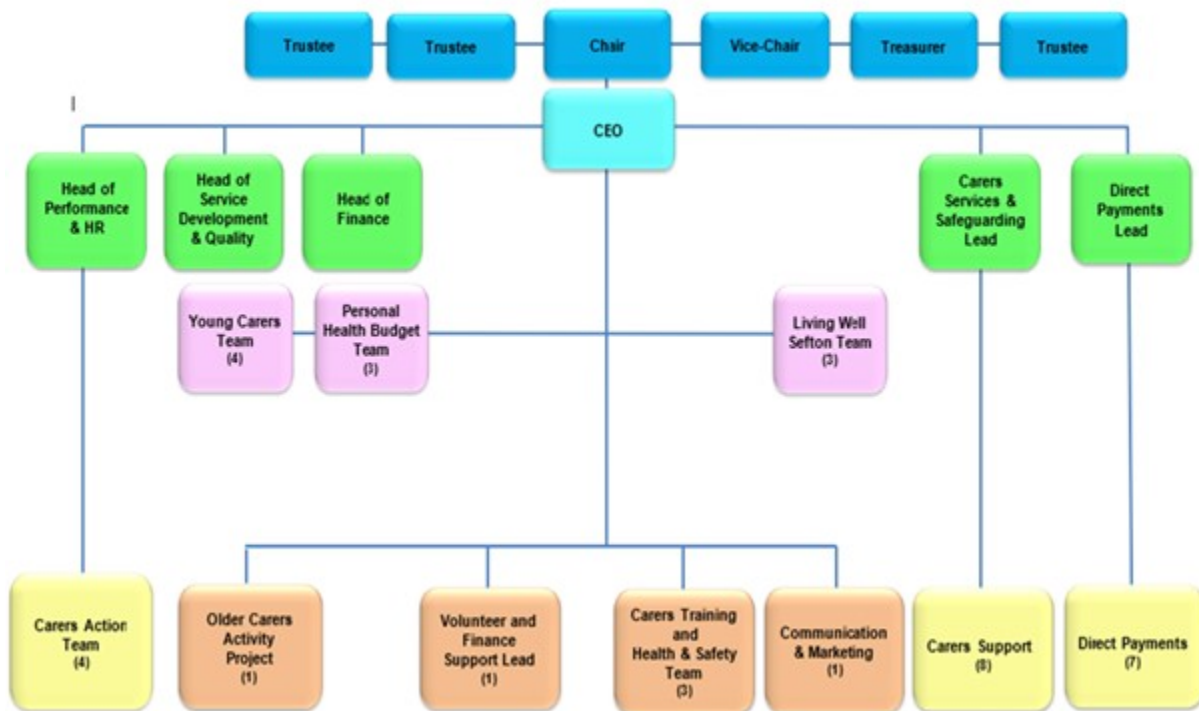 Trustee
Trustee
Chair
Vice-Chair
Treasurer
Trustee
CEO
Head of
Performance
& HR
Head of
Service
Development
& Quality
Head of
Finance
Carers
Services &
Safeguarding
Lead
Direct
Payments
Lead
Young Carers
Team
(4)
Personal
Health Budget
Team
(3)
Living Well
Sefton Team
(3)
Carers Action
Team
(4)
Older Carers
Activity
Project
(1)
Volunteer and
Finance
Support Lead
(1)
Carers Training
and
Health & Safety
Team
(3)
Communication
& Marketing
(1)
Carers Support
(8)
Direct Payments
(7)